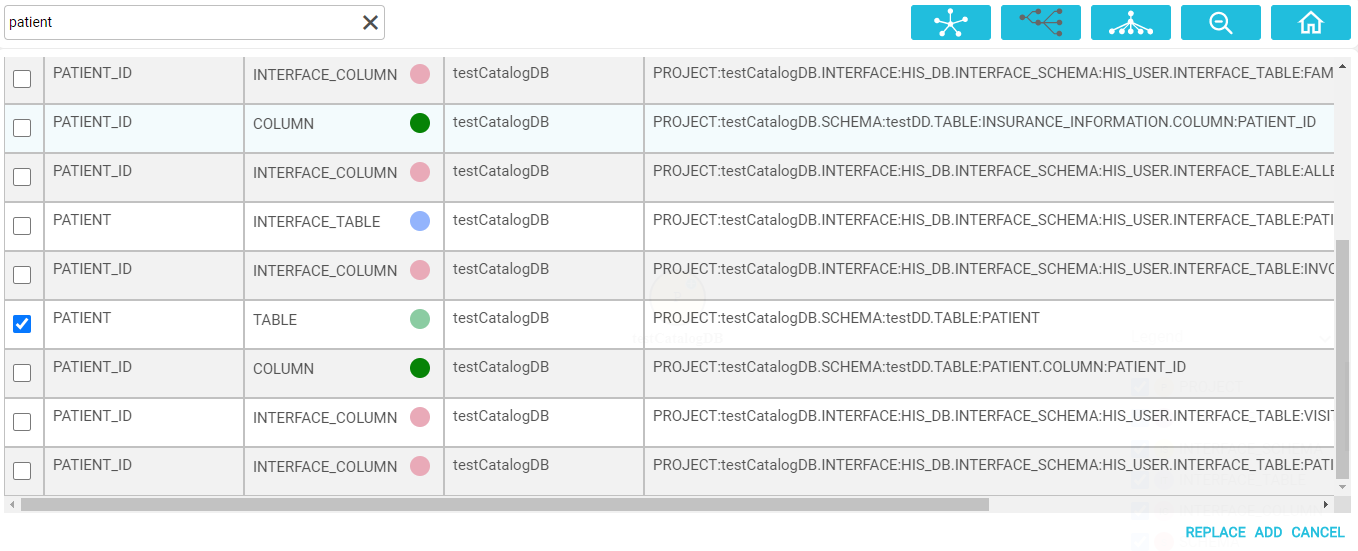 patient
PATIENT_ID INTERFACE_COLUMN testCatalogDB PROJECT:testCatalogDB.INTERFACE:HIS_DB.INTERFACE_SCHEMA:HIS_USER.INTERFACE_TABLE:FAM
PATIENT_ID COLUMN testCatalogDB PROJECT:testCatalogDB.SCHEMA:testDD.TABLE:INSURANCE_INFORMATION.COLUMN:PATIENT_ID
PATIENT_ID INTERFACE_COLUMN testCatalogDB PROJECT:testCatalogDB.INTERFACE:HIS_DB.INTERFACE_SCHEMA:HIS_USER.INTERFACE_TABLE:ALLE
PATIENT INTERFACE_TABLE testCatalogDB PROJECT:testCatalogDB.INTERFACE:HIS_DB.INTERFACE_SCHEMA:HIS_USER.INTERFACE_TABLE:PATI
PATIENT_ID INTERFACE_COLUMN testCatalogDB PROJECT:testCatalogDB.INTERFACE:HIS_DB.INTERFACE_SCHEMA:HIS_USER.INTERFACE_TABLE:INVO
PATIENT TABLE testCatalogDB PROJECT:testCatalogDB.SCHEMA:testDD.TABLE:PATIENT
PATIENT_ID COLUMN testCatalogDB PROJECT:testCatalogDB.SCHEMA:testDD.TABLE:PATIENT.COLUMN:PATIENT_ID
PATIENT_ID INTERFACE_COLUMN testCatalogDB PROJECT:testCatalogDB.INTERFACE:HIS_DB.INTERFACE_SCHEMA:HIS_USER.INTERFACE_TABLE:VISIT
PATIENT_ID INTERFACE_COLUMN testCatalogDB PROJECT:testCatalogDB.INTERFACE:HIS_DB.INTERFACE_SCHEMA:HIS_USER.INTERFACE_TABLE:PATI
REPLACE ADD CANCEL